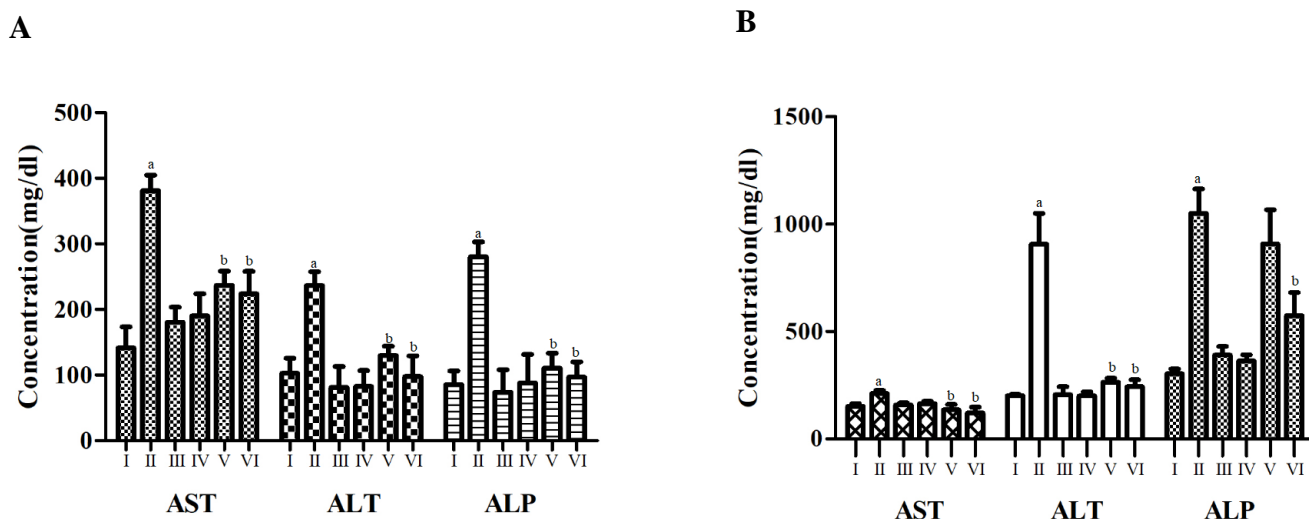 A
B
500
400
300
200
100
0
Concentration(mg/dl)
a
b
b
a
b
b
a
b
b
I II III IV V VI I II III IV V VI I II III IV V VI
AST ALT ALP
1500
1000
500
0
Concentration(mg/dl)
a
b
b
a
b
b
a
b
I II III IV V VI I II III IV V VI I II III IV V VI
AST ALT ALP